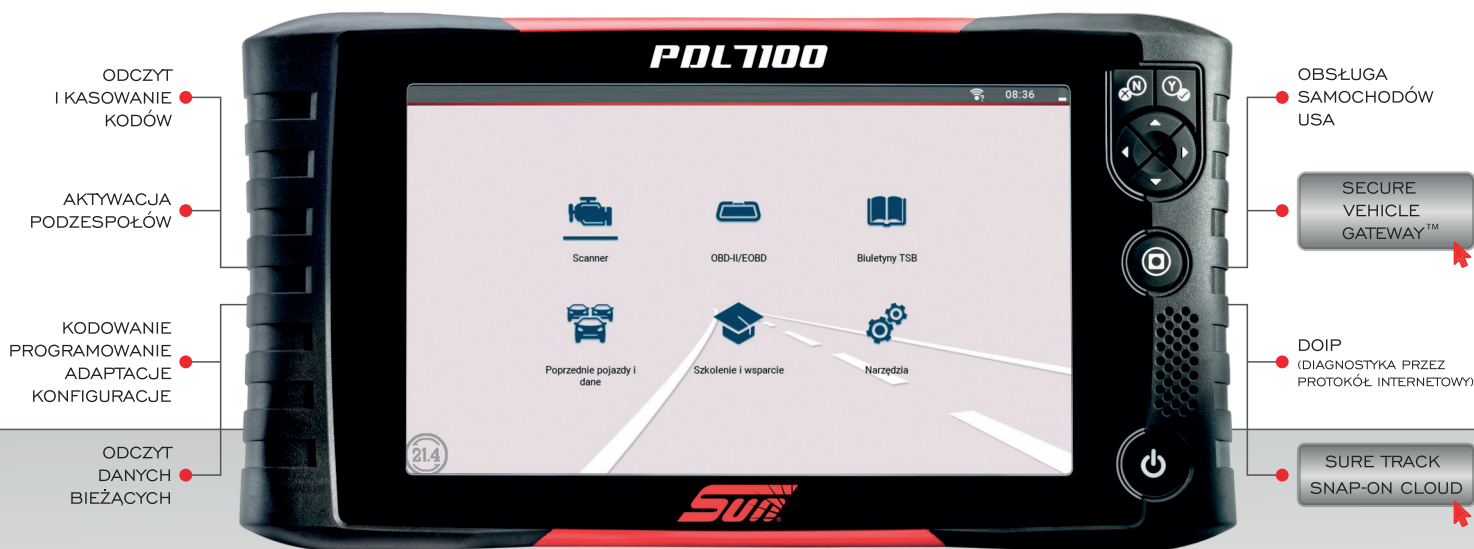 PDL7100
ODCZYT
I KASOWANIE
KODÓW
AKTYWACJA
PODZESPOŁÓW
KODOWANIE
PROGRAMOWANIE
ADAPTACJE
KONFIGURACJE
ODCZYT
DANYCH
BIEŻĄCYCH
08:36
Scanner
OBD-II/EOBD
Biuletyny TSB
Poprzednie pojazdy i
dane
Szkolenie i wsparcie
Narzędzia
21.4
Sun
N
Y
OBSŁUGA
SAMOCHODÓW
USA
SECURE
VEHICLE
GATEWAY™
DOIP
(DIAGNOSTYKA PRZEZ
PROTOKÓŁ INTERNETOWY)
SURE TRACK
SNAP-ON CLOUD